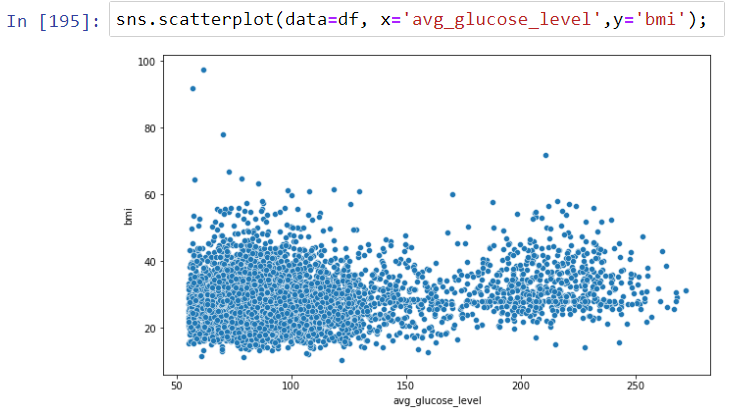 In [195]: sns.scatterplot(data=df, x='avg_glucose_level',y='bmi');
100
80
60
40
20
bmi
50 100 150 200 250
avg_glucose_level